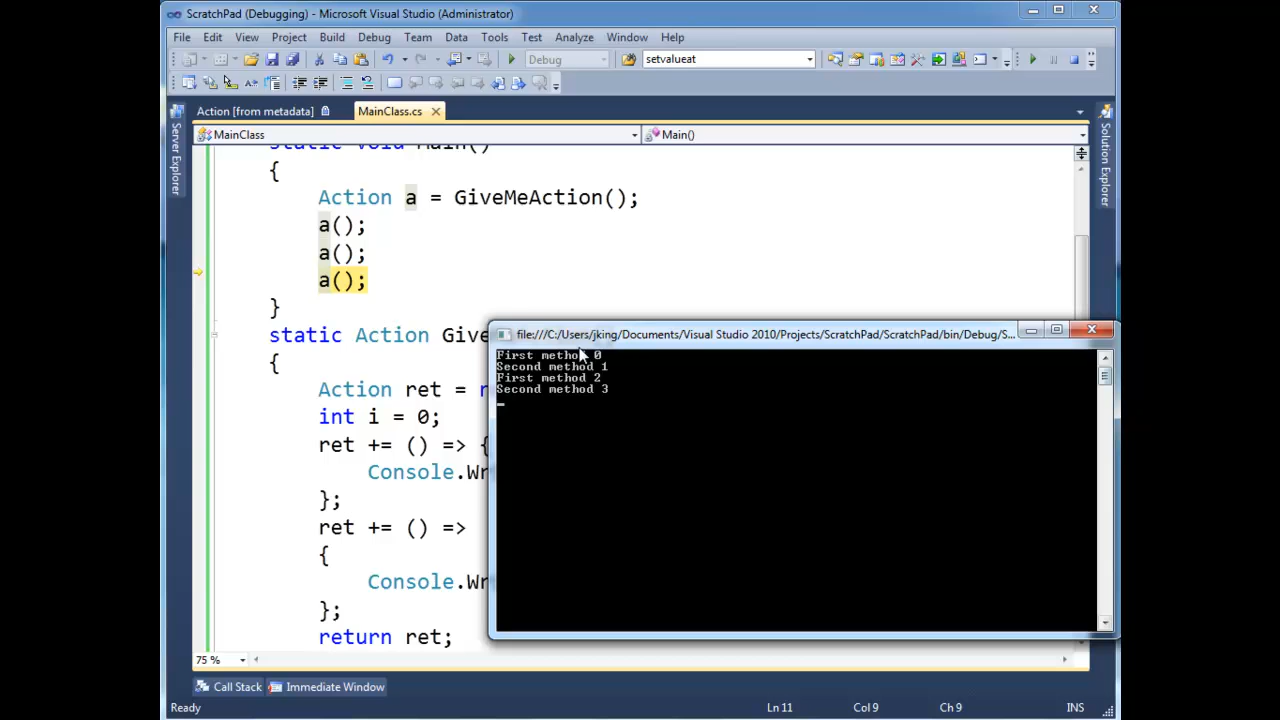 ScratchPad (Debugging) - Microsoft Visual Studio (Administrator)
File Edit View Project Build Debug Team Data Tools Test Analyze Window Help
Debug setvalueat
Action [from metadata] MainClass.cs
MainClass Main()
Server Explorer
Solution Explorer
static void Main()
{
Action a = GiveMeAction();
a();
a();
a();
}
static Action Giv
{
Action ret = n
int i = 0;
ret += () => {
Console.Wr
};
ret += () =>
{
Console.Wr
};
return ret;
file:///C:/Users/jking/Documents/Visual Studio 2010/Projects/ScratchPad/ScratchPad/bin/Debug/S...
First method 0
Second method 1
First method 2
Second method 3
75 %
Call Stack Immediate Window
Ready Ln 11 Col 9 Ch 9 INS